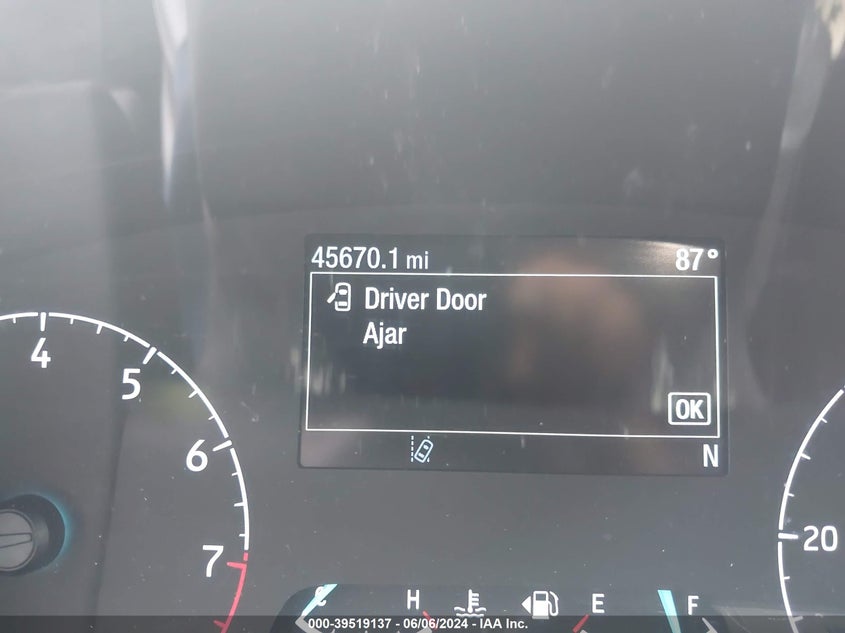 45670.1 mi 87°
Driver Door
Ajar
OK
N
4
5
6
7
20
C H E F
000-39519137 - 06/06/2024 - IAA Inc.